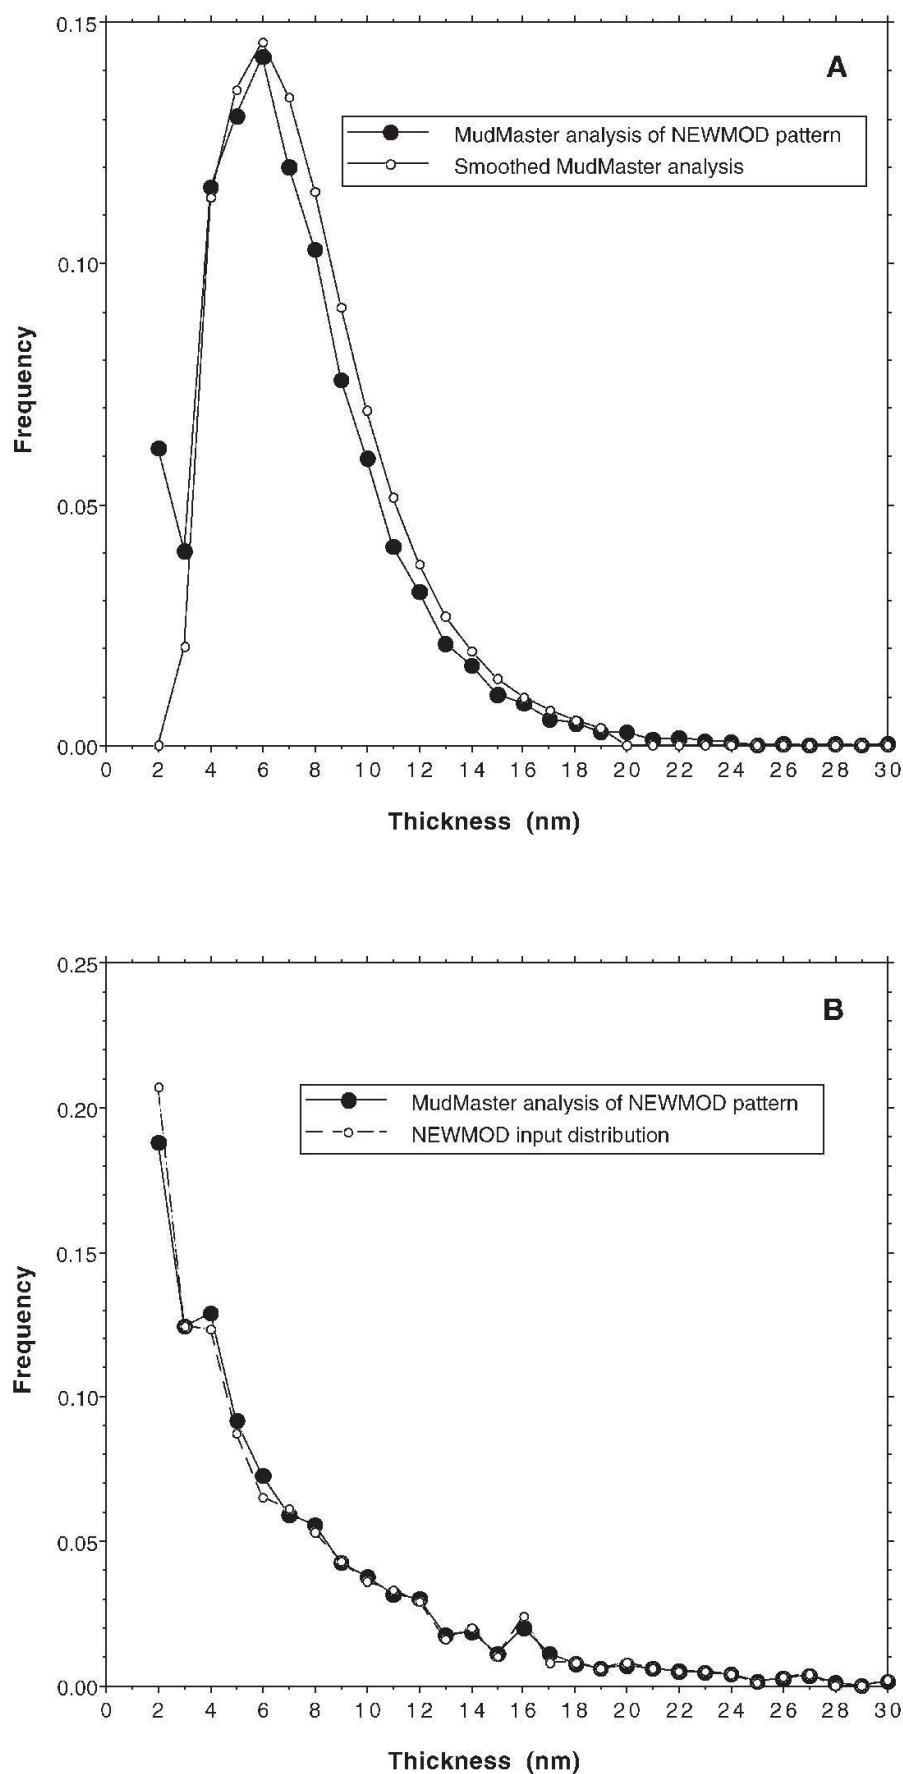 0.15
A
MudMaster analysis of NEWMOD pattern
Smoothed MudMaster analysis
0.10
Frequency
0.05
0.00
0 2 4 6 8 10 12 14 16 18 20 22 24 26 28 30
Thickness (nm)
0.25
B
0.20
MudMaster analysis of NEWMOD pattern
NEWMOD input distribution
0.15
Frequency
0.10
0.05
0.00
0 2 4 6 8 10 12 14 16 18 20 22 24 26 28 30
Thickness (nm)